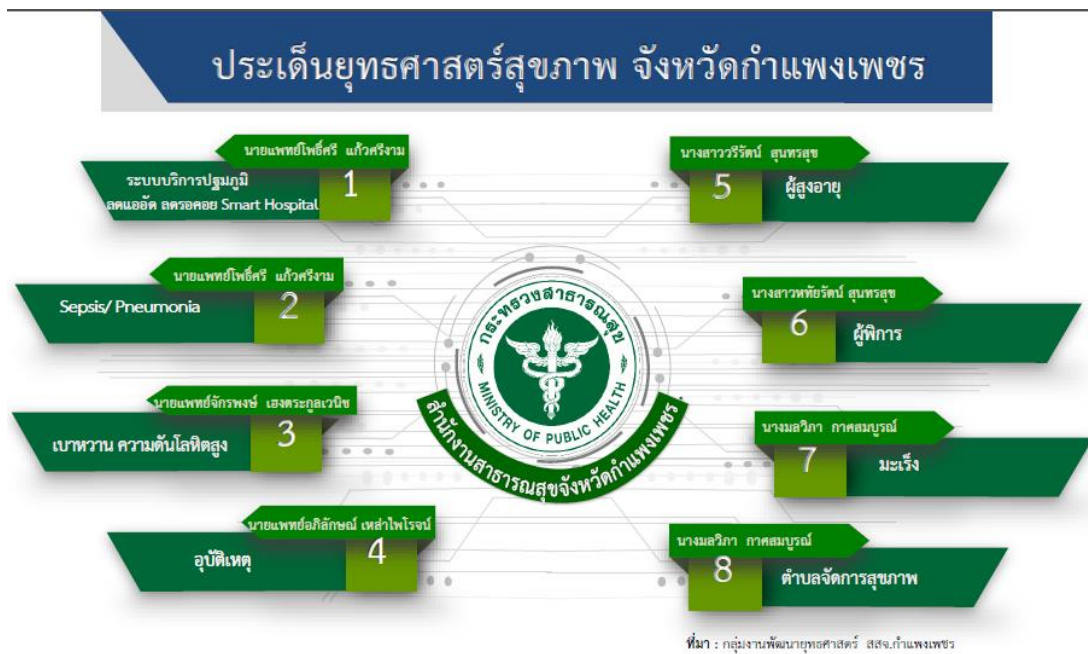 ประเด็นยุทธศาสตร์สุขภาพ จังหวัดกำแพงเพชร
นายแพทย์โพธิ์ศรี แก้วศรีงาม
1
ระบบบริการปฐมภูมิ
ลดแออัด ลดรอคอย Smart Hospital
นายแพทย์โพธิ์ศรี แก้วศรีงาม
2
Sepsis/ Pneumonia
นายแพทย์จักรพงษ์ เฮงตระกูลเวนิช
3
เบาหวาน ความดันโลหิตสูง
นายแพทย์อภิลักษณ์ เหล่าไพโรจน์
4
อุบัติเหตุ
กระทรวงสาธารณสุข
MINISTRY OF PUBLIC HEALTH
สำนักงานสาธารณสุขจังหวัดกำแพงเพชร
นางสาววรีรัตน์ สุนทรสุข
5
ผู้สูงอายุ
นางสาวหทัยรัตน์ สุนทรสุข
6
ผู้พิการ
นางมลวิภา กาศสมบูรณ์
7
มะเร็ง
นางมลวิภา กาศสมบูรณ์
8
ตำบลจัดการสุขภาพ
ที่มา : กลุ่มงานพัฒนายุทธศาสตร์ สสจ.กำแพงเพชร